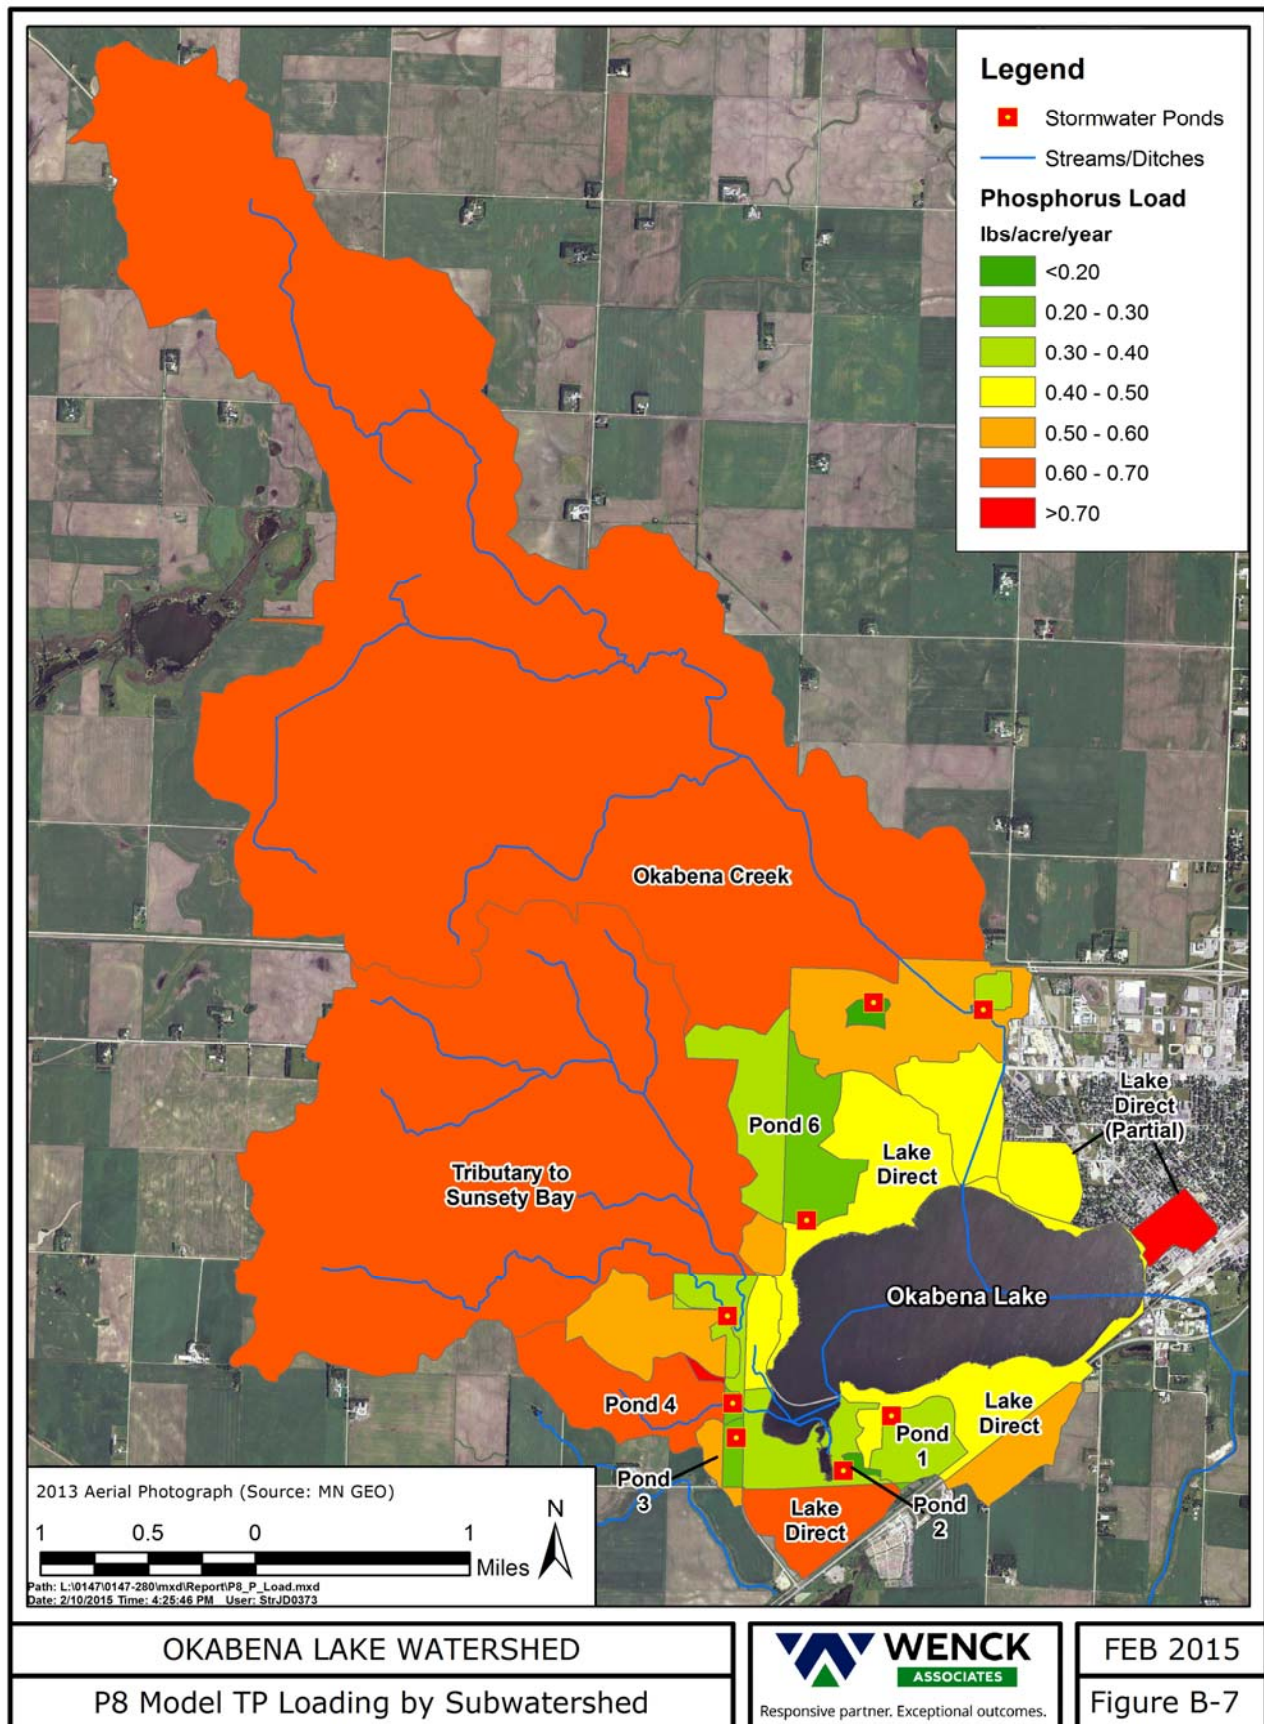 Legend
Stormwater Ponds
Streams/Ditches
Phosphorus Load
lbs/acre/year
<0.20
0.20 - 0.30
0.30 - 0.40
0.40 - 0.50
0.50 - 0.60
0.60 - 0.70
>0.70
Okabena Creek
Lake
Direct
(Partial)
Pond 6
Lake
Direct
Tributary to
Sunsety Bay
Okabena Lake
Pond 4
Lake
Direct
Pond
1
Pond
3
Pond
2
Lake
Direct
2013 Aerial Photograph (Source: MN GEO)
N
1 0.5 0 1
Miles
Path: L:\0147\0147-280\mxd\Report\P8_P_Load.mxd
Date: 2/10/2015 Time: 4:25:46 PM User: StrJD0373
OKABENA LAKE WATERSHED
P8 Model TP Loading by Subwatershed
WENCK
ASSOCIATES
Responsive partner. Exceptional outcomes.
FEB 2015
Figure B-7